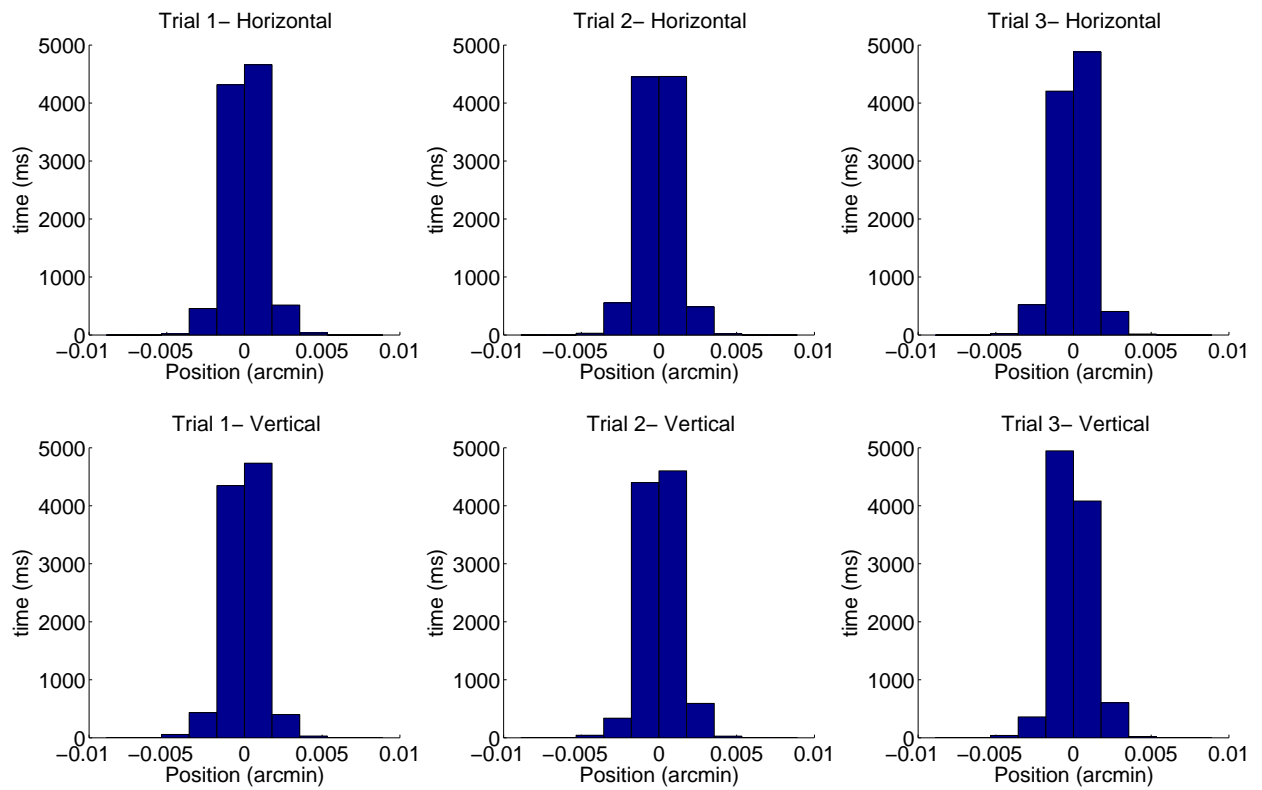 Trial 1− Horizontal
5000
4000
3000
2000
1000
0
time (ms)
−0.01 −0.005 0 0.005 0.01
Position (arcmin)
Trial 2− Horizontal
5000
4000
3000
2000
1000
0
time (ms)
−0.01 −0.005 0 0.005 0.01
Position (arcmin)
Trial 3− Horizontal
5000
4000
3000
2000
1000
0
time (ms)
−0.01 −0.005 0 0.005 0.01
Position (arcmin)
Trial 1− Vertical
5000
4000
3000
2000
1000
0
time (ms)
−0.01 −0.005 0 0.005 0.01
Position (arcmin)
Trial 2− Vertical
5000
4000
3000
2000
1000
0
time (ms)
−0.01 −0.005 0 0.005 0.01
Position (arcmin)
Trial 3− Vertical
5000
4000
3000
2000
1000
0
time (ms)
−0.01 −0.005 0 0.005 0.01
Position (arcmin)